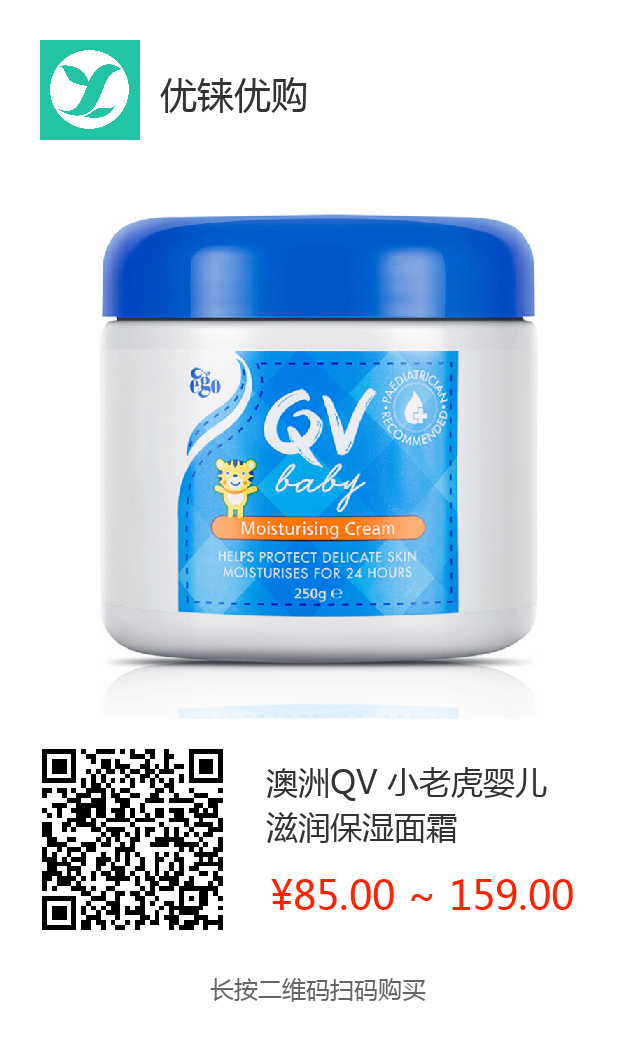 优铼优购
ego
QV
baby
PAEDIATRICIAN
RECOMMENDED
Moisturising Cream
HELPS PROTECT DELICATE SKIN
MOISTURISES FOR 24 HOURS
250g ℮
澳洲QV 小老虎婴儿
滋润保湿面霜
¥85.00 ~ 159.00
长按二维码扫码购买